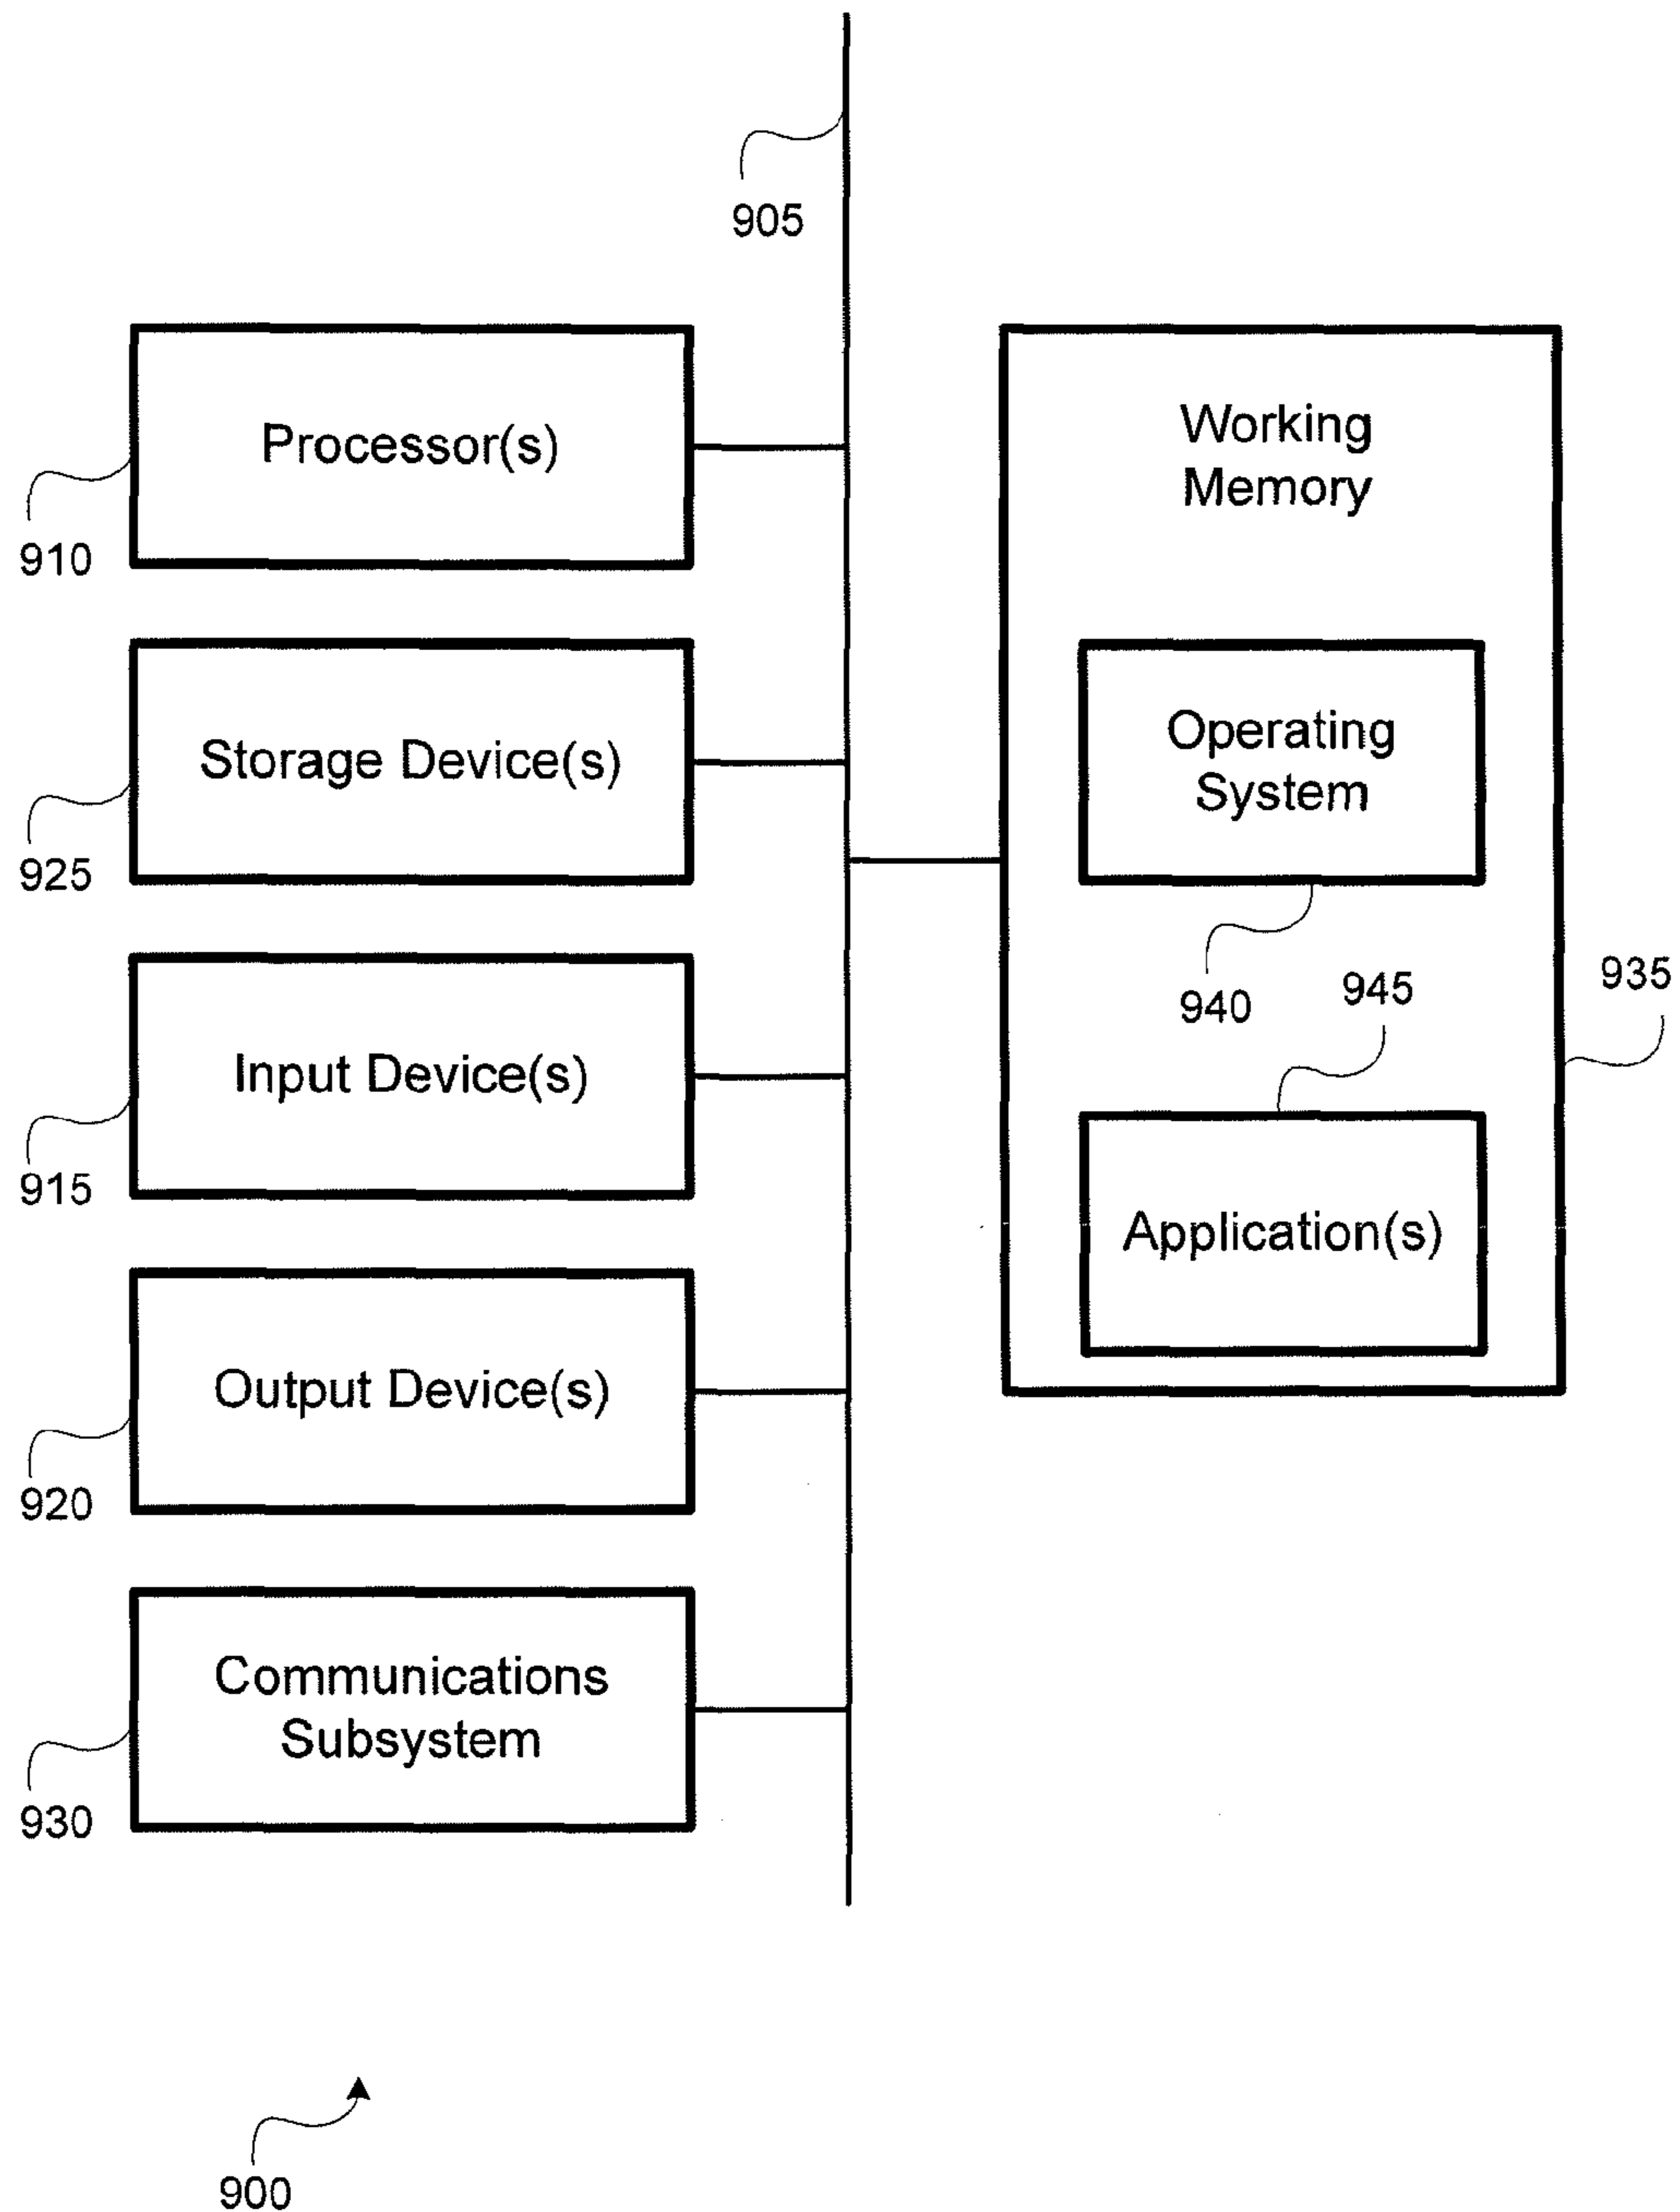 905
Processor(s)
910
Storage Device(s)
925
Input Device(s)
915
Output Device(s)
920
Communications
Subsystem
930
Working
Memory
Operating
System
940
945
935
Application(s)
900